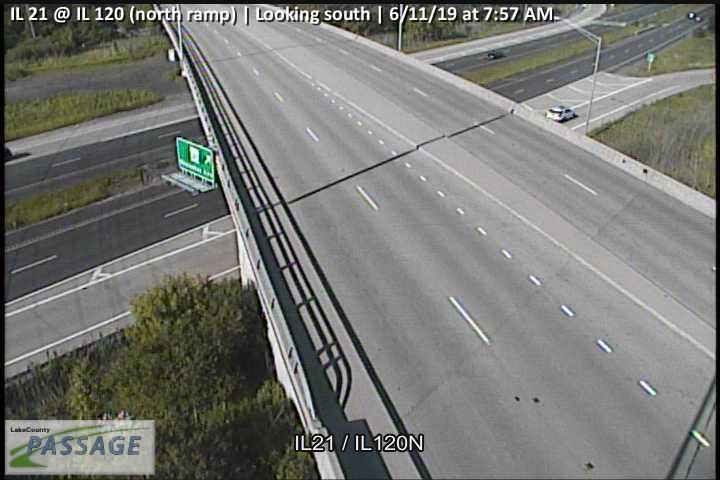 IL 21 @ IL 120 (north ramp) | Looking south | 6/11/19 at 7:57 AM
IL21 / IL120N
LakeCounty
PASSAGE